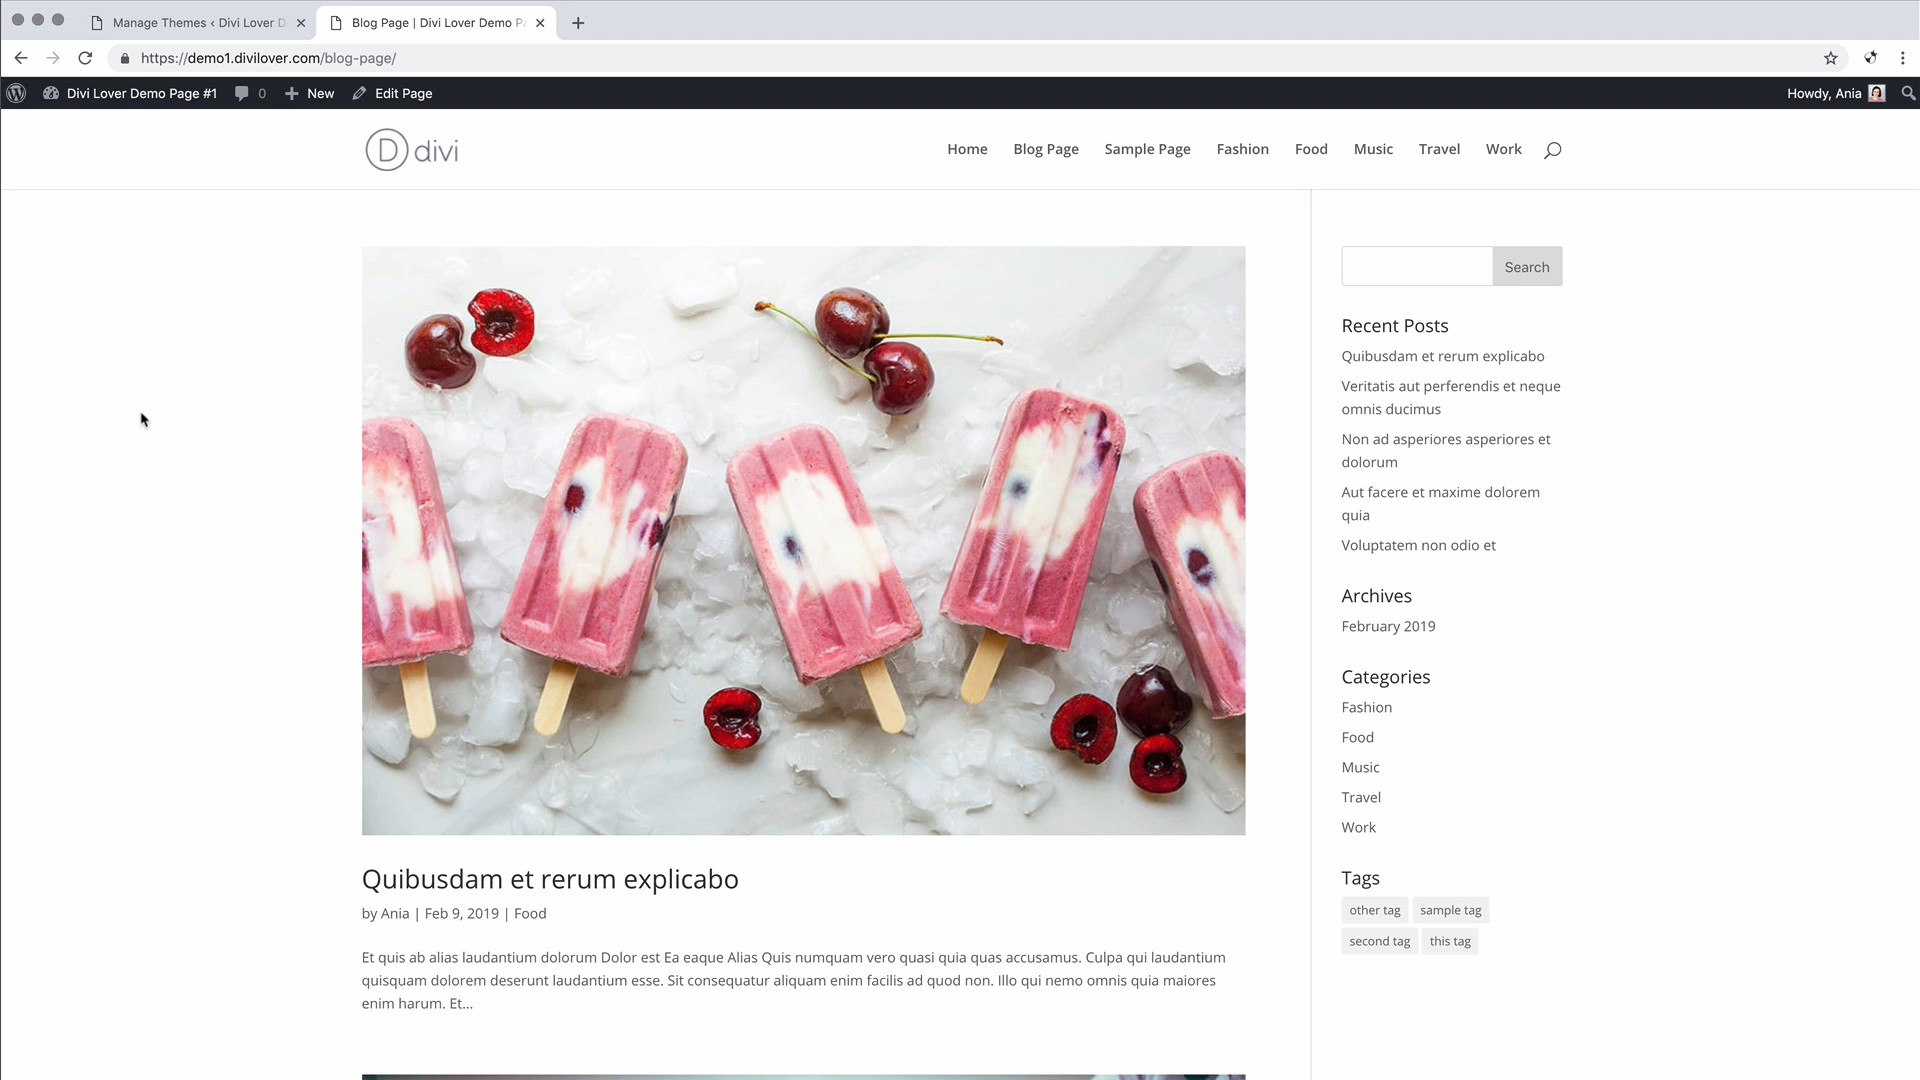 Manage Themes ‹ Divi Lover D
Blog Page | Divi Lover Demo P
https://demo1.divilover.com/blog-page/
Divi Lover Demo Page #1
0
New
Edit Page
Howdy, Ania
D divi
Home
Blog Page
Sample Page
Fashion
Food
Music
Travel
Work
Search
Recent Posts
Quibusdam et rerum explicabo
Veritatis aut perferendis et neque
omnis ducimus
Non ad asperiores asperiores et
dolorum
Aut facere et maxime dolorem
quia
Voluptatem non odio et
Archives
February 2019
Categories
Fashion
Food
Music
Travel
Work
Tags
other tag
sample tag
second tag
this tag
Quibusdam et rerum explicabo
by Ania | Feb 9, 2019 | Food
Et quis ab alias laudantium dolorum Dolor est Ea eaque Alias Quis numquam vero quasi quia quas accusamus. Culpa qui laudantium
quisquam dolorem deserunt laudantium esse. Sit consequatur aliquam enim facilis ad quod non. Illo qui nemo omnis quia maiores
enim harum. Et...